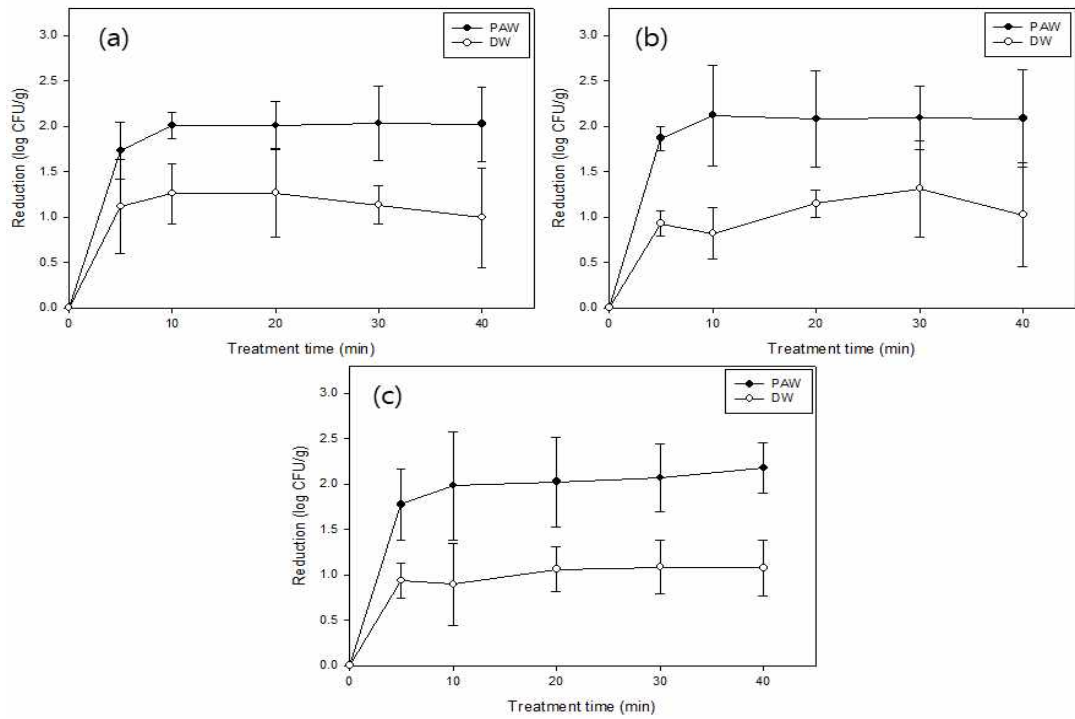 (a)
PAW
DW
Reduction (log CFU/g)
3.0
2.5
2.0
1.5
1.0
0.5
0.0
0 10 20 30 40
Treatment time (min)
(b)
PAW
DW
Reduction (log CFU/g)
3.0
2.5
2.0
1.5
1.0
0.5
0.0
0 10 20 30 40
Treatment time (min)
(c)
PAW
DW
Reduction (log CFU/g)
3.0
2.5
2.0
1.5
1.0
0.5
0.0
0 10 20 30 40
Treatment time (min)